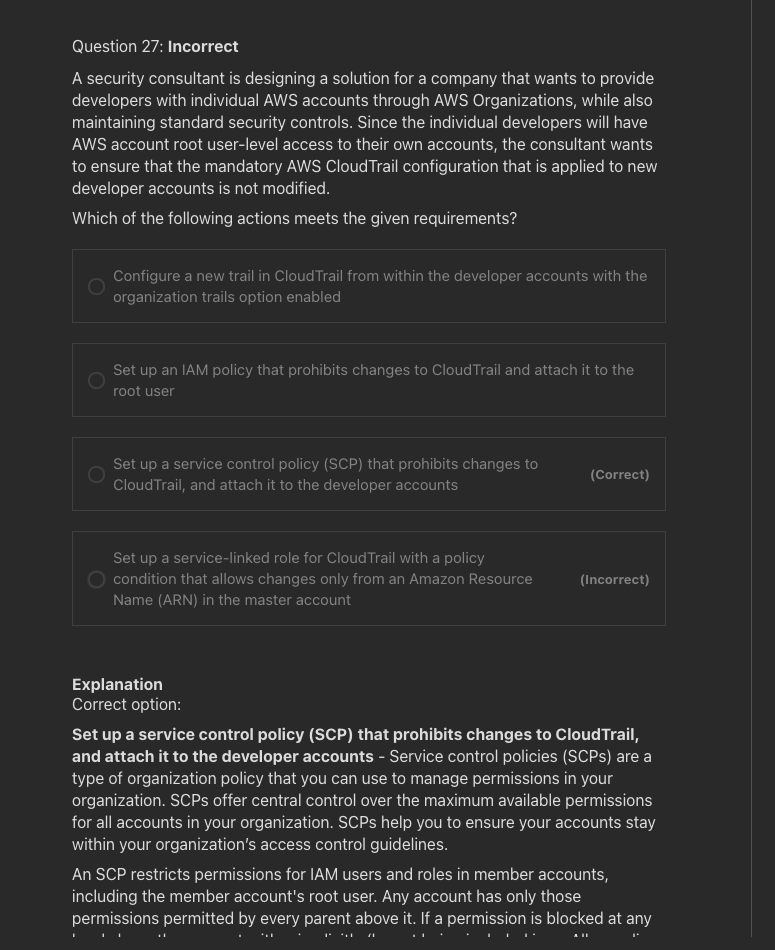 Question 27: Incorrect
A security consultant is designing a solution for a company that wants to provide
developers with individual AWS accounts through AWS Organizations, while also
maintaining standard security controls. Since the individual developers will have
AWS account root user-level access to their own accounts, the consultant wants
to ensure that the mandatory AWS CloudTrail configuration that is applied to new
developer accounts is not modified.
Which of the following actions meets the given requirements?
Configure a new trail in CloudTrail from within the developer accounts with the
organization trails option enabled
Set up an IAM policy that prohibits changes to CloudTrail and attach it to the
root user
Set up a service control policy (SCP) that prohibits changes to
CloudTrail, and attach it to the developer accounts
(Correct)
Set up a service-linked role for CloudTrail with a policy
condition that allows changes only from an Amazon Resource
Name (ARN) in the master account
(Incorrect)
Explanation
Correct option:
Set up a service control policy (SCP) that prohibits changes to CloudTrail,
and attach it to the developer accounts - Service control policies (SCPs) are a
type of organization policy that you can use to manage permissions in your
organization. SCPs offer central control over the maximum available permissions
for all accounts in your organization. SCPs help you to ensure your accounts stay
within your organization's access control guidelines.
An SCP restricts permissions for IAM users and roles in member accounts,
including the member account's root user. Any account has only those
permissions permitted by every parent above it. If a permission is blocked at any